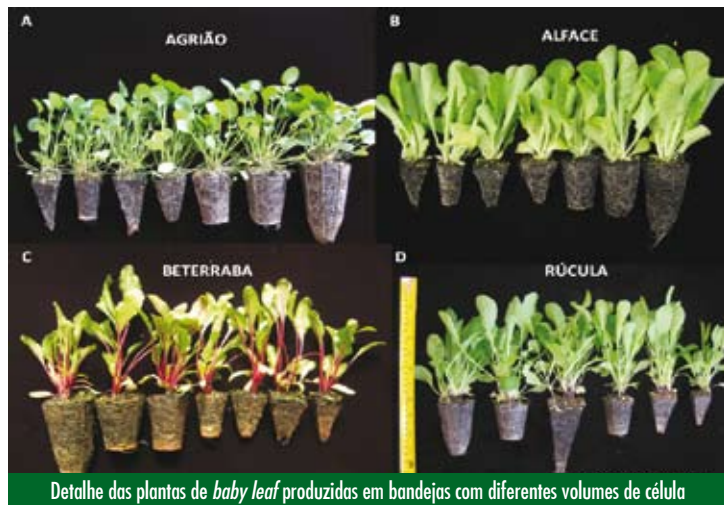 A
AGRIÃO
B
ALFACE
C
BETERRABA
D
RÚCULA
Detalhe das plantas de baby leaf produzidas em bandejas com diferentes volumes de célula